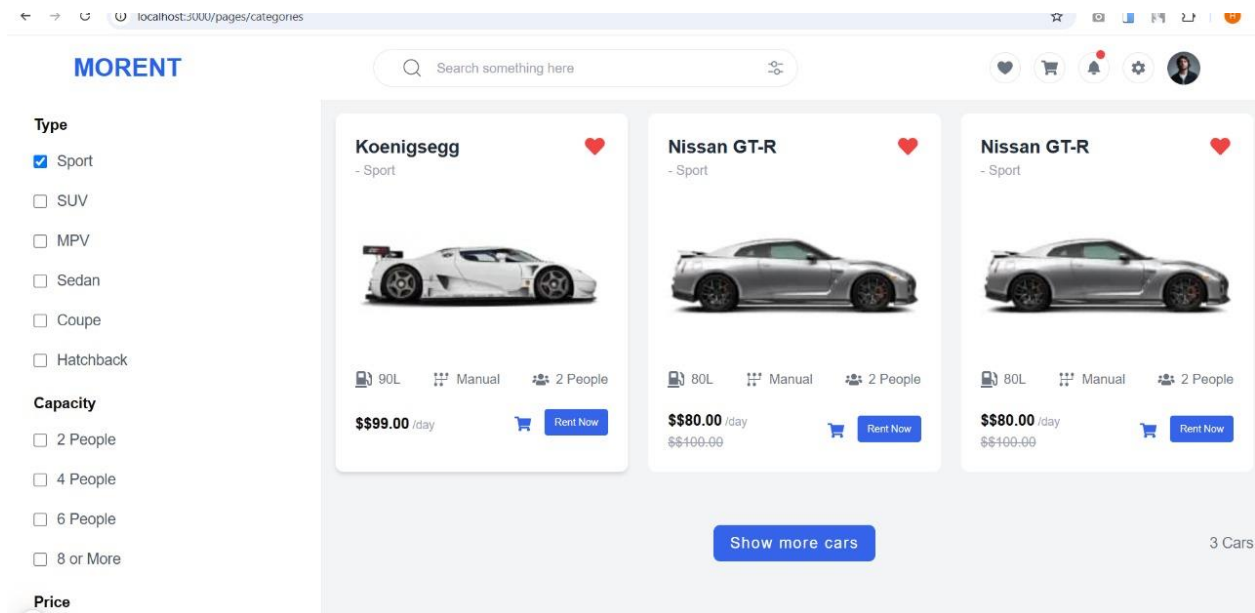 localhost:3000/pages/categories
H
MORENT
Search something here
Type
Sport
SUV
MPV
Sedan
Coupe
Hatchback
Capacity
2 People
4 People
6 People
8 or More
Price
Koenigsegg
- Sport
90L Manual 2 People
$$99.00 /day Rent Now
Nissan GT-R
- Sport
80L Manual 2 People
$$80.00 /day Rent Now
$$100.00
Nissan GT-R
- Sport
80L Manual 2 People
$$80.00 /day Rent Now
$$100.00
Show more cars
3 Cars